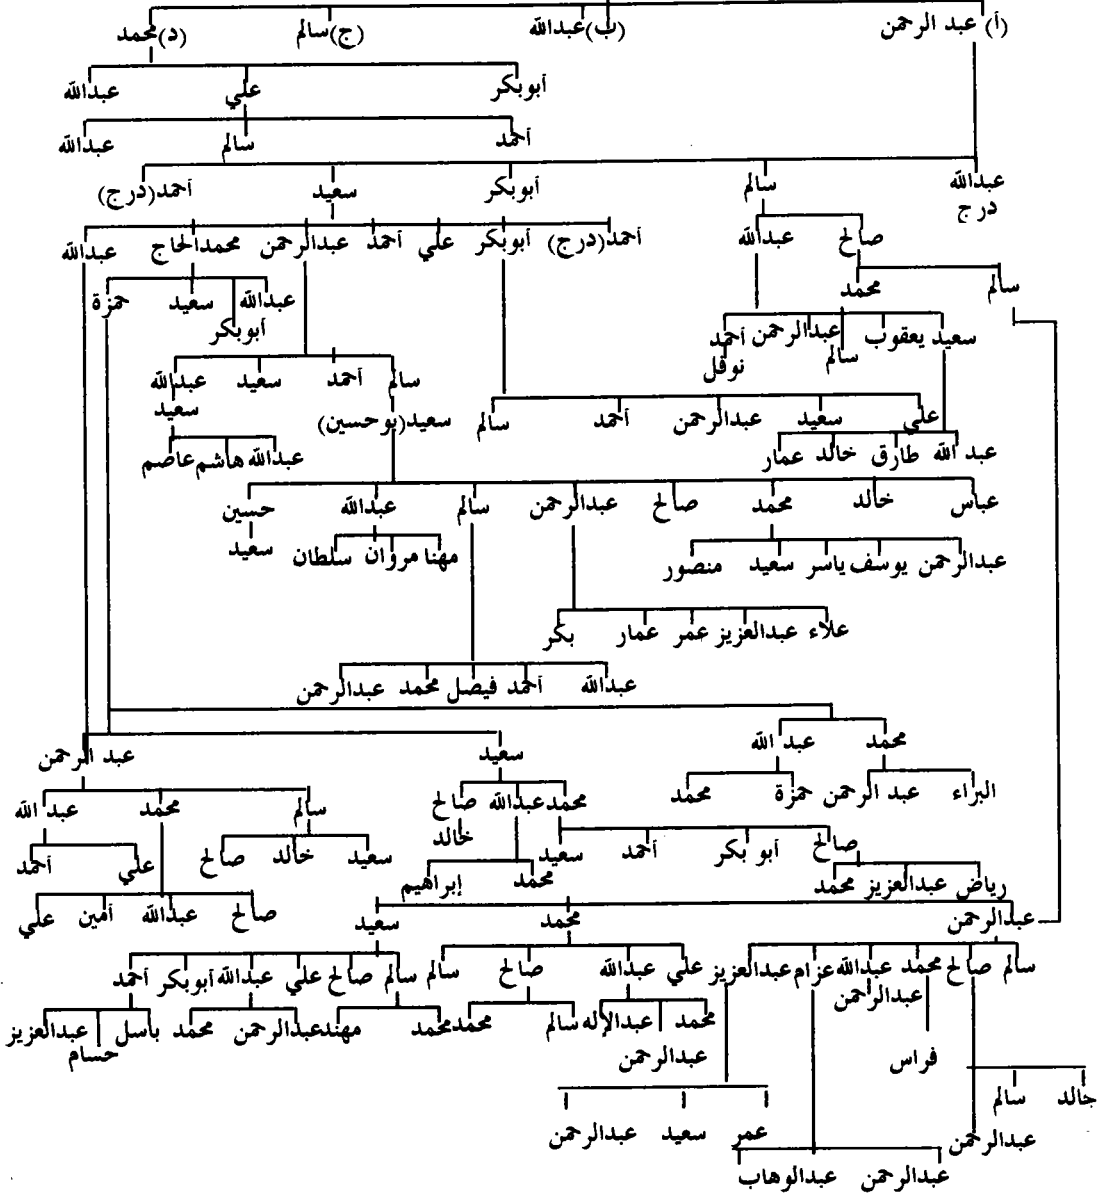 (أ) عبد الرحمن (ب) عبدالله (ج) سالم (د) محمد
أبوبكر علي عبدالله
أحمد سالم عبدالله
عبدالله سالم أبوبكر سعيد أحمد(درج)
درج
أحمد(درج) أبوبكر علي أحمد عبدالرحمن محمدالحاج عبدالله
صالح عبدالله
سالم محمد
عبدالله سعيد حمزة
أبوبكر
سعيد يعقوب عبدالرحمن أحمد
سالم نوفل
سالم أحمد سعيد عبدالله
سعيد
علي سعيد عبدالرحمن أحمد سالم سعيد(بوحسين)
عبد الله طارق خالد عمار عبدالله هاشم عاصم
عباس خالد محمد صالح عبدالرحمن سالم عبدالله حسين
عبدالرحمن يوسف ياسر سعيد منصور مهنا مروان سلطان سعيد
علاء عبدالعزيز عمر عمار بكر
عبدالله أحمد فيصل محمد عبدالرحمن
محمد عبد الله سعيد عبد الرحمن
البراء عبد الرحمن حمزة محمد محمد عبدالله صالح سالم محمد عبد الله
خالد
صالح أبو بكر أحمد سعيد سعيد خالد صالح علي أحمد
رياض عبدالعزيز محمد محمد إبراهيم
عبدالرحمن محمد سعيد صالح عبدالله أمين علي
سالم صالح محمد عبدالله عزام عبدالعزيز علي عبدالله صالح سالم سالم صالح علي عبدالله أبوبكر أحمد
عبدالرحمن
محمد عبدالإله سالم محمد محمد مهند عبدالرحمن محمد باسل عبدالعزيز
عبدالرحمن حسام
فراس
جالد سالم
عبدالرحمن
عمر سعيد عبدالرحمن
عبدالرحمن عبدالوهاب